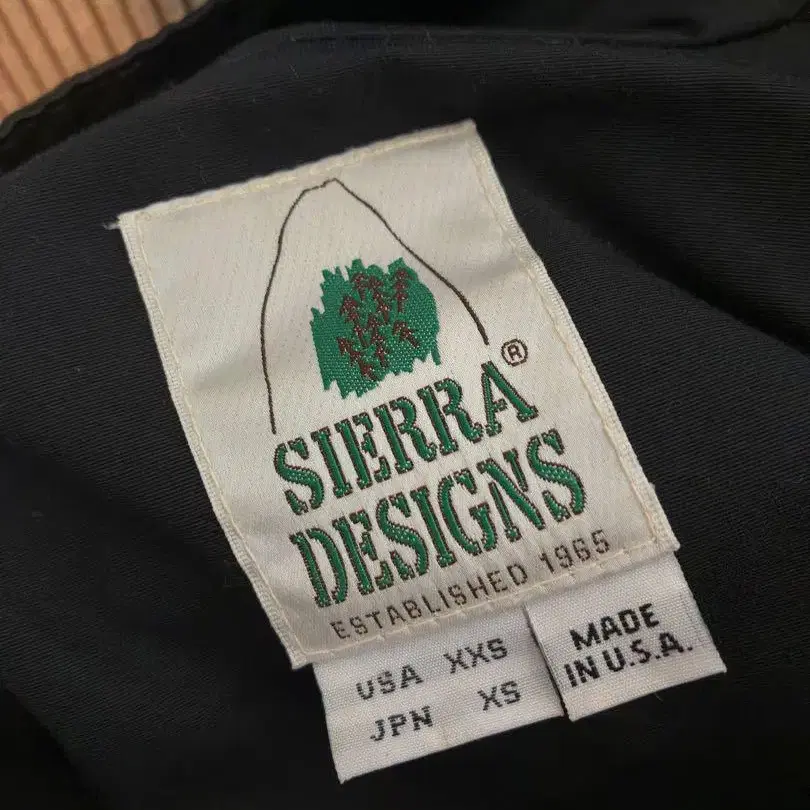 ®
SIERRA
DESIGNS
ESTABLISHED 1965
USA XXS
JPN XS
MADE
IN U.S.A.